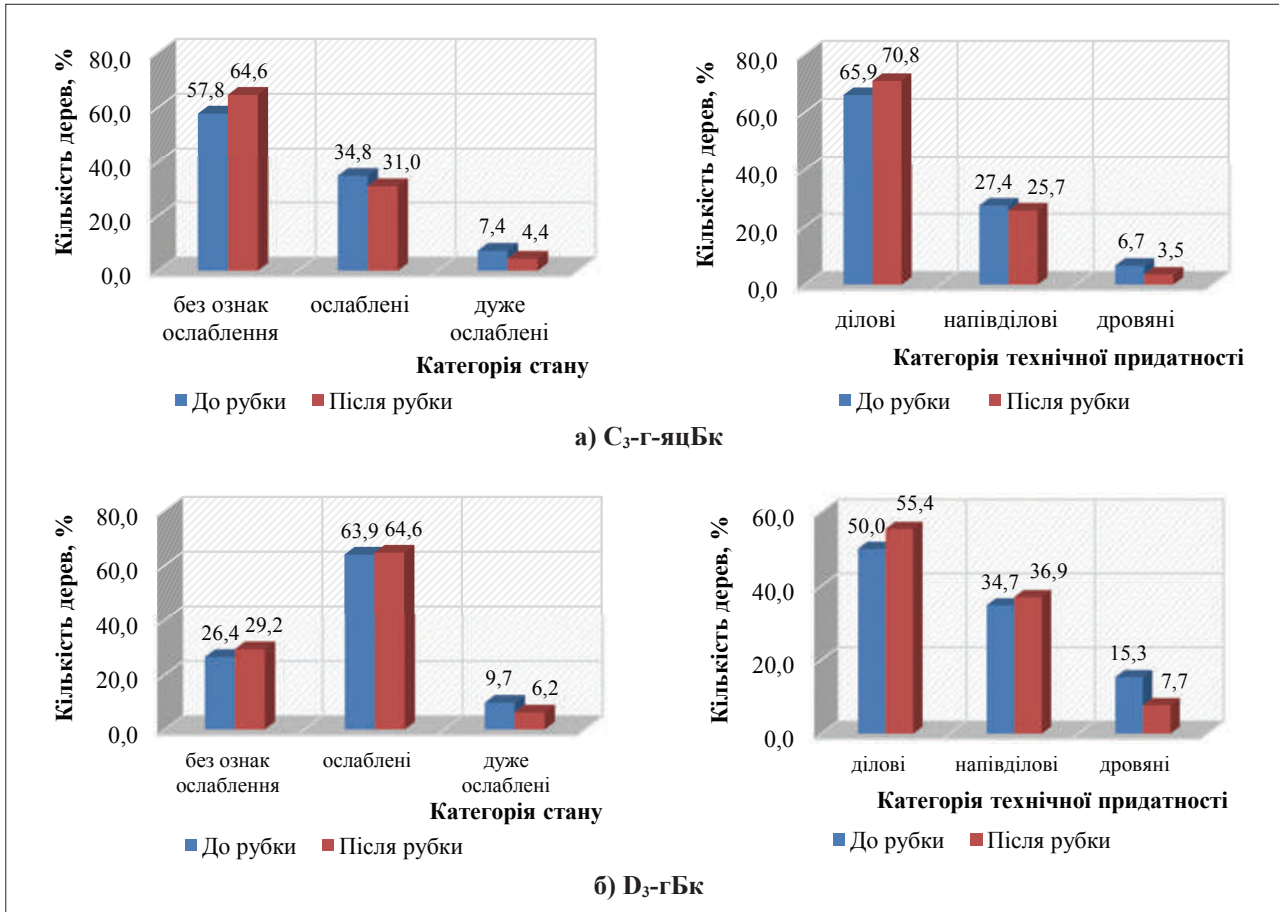 Кількість дерев, %
80,0
60,0
40,0
20,0
0,0
57,8
64,6
34,8
31,0
7,4
4,4
без ознак
ослаблення
ослаблені
дуже
ослаблені
Категорія стану
До рубки
Після рубки
Кількість дерев, %
80,0
60,0
40,0
20,0
0,0
65,9
70,8
27,4
25,7
6,7
3,5
ділові
напівділові
дровяні
Категорія технічної придатності
До рубки
Після рубки
а) С₃-г-яцБк
Кількість дерев, %
80,0
60,0
40,0
20,0
0,0
26,4
29,2
63,9
64,6
9,7
6,2
без ознак
ослаблення
ослаблені
дуже
ослаблені
Категорія стану
До рубки
Після рубки
Кількість дерев, %
60,0
40,0
20,0
0,0
50,0
55,4
34,7
36,9
15,3
7,7
ділові
напівділові
дровяні
Категорія технічної придатності
До рубки
Після рубки
б) D₃-гБк